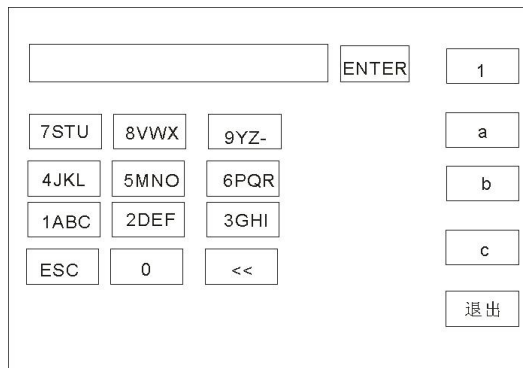 ENTER 1
7STU 8VWX 9YZ- a
4JKL 5MNO 6PQR b
1ABC 2DEF 3GHI
ESC 0 << c
退出